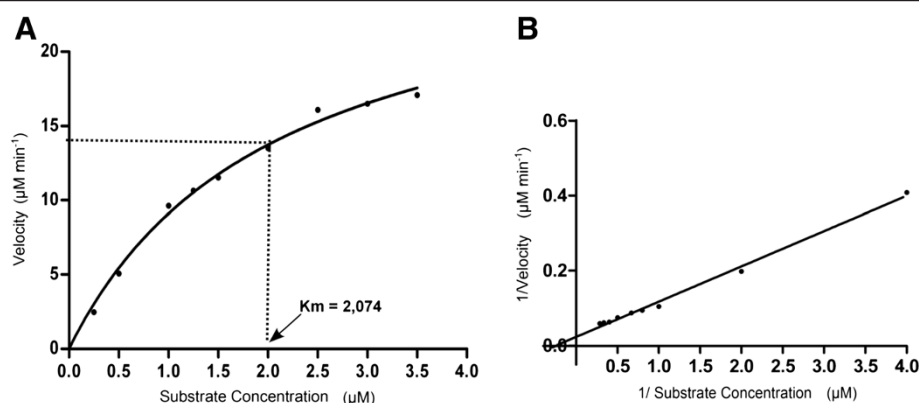 A
20
15
10
5
0
Velocity (µM min⁻¹)
Km = 2,074
0.0 0.5 1.0 1.5 2.0 2.5 3.0 3.5 4.0
Substrate Concentration (µM)
B
0.6
0.4
0.2
0.0
1/Velocity (µM min⁻¹)
0.5 1.0 1.5 2.0 2.5 3.0 3.5 4.0
1/ Substrate Concentration (µM)